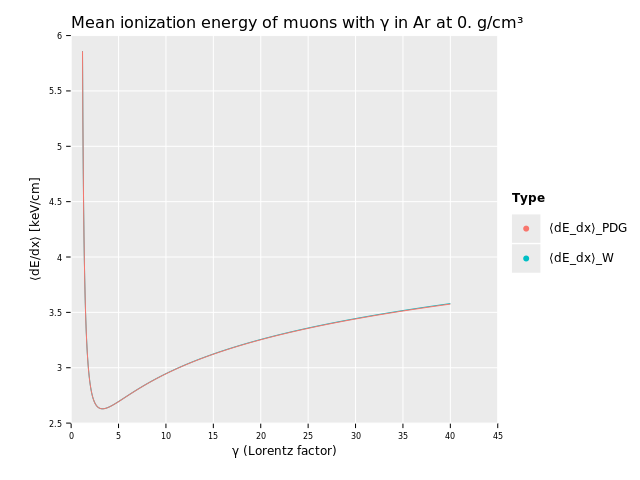 Mean ionization energy of muons with γ in Ar at 0. g/cm³
6
5.5
5
4.5
4
3.5
3
2.5
⟨dE/dx⟩ [keV/cm]
0 5 10 15 20 25 30 35 40 45
γ (Lorentz factor)
Type
⟨dE_dx⟩_PDG
⟨dE_dx⟩_W